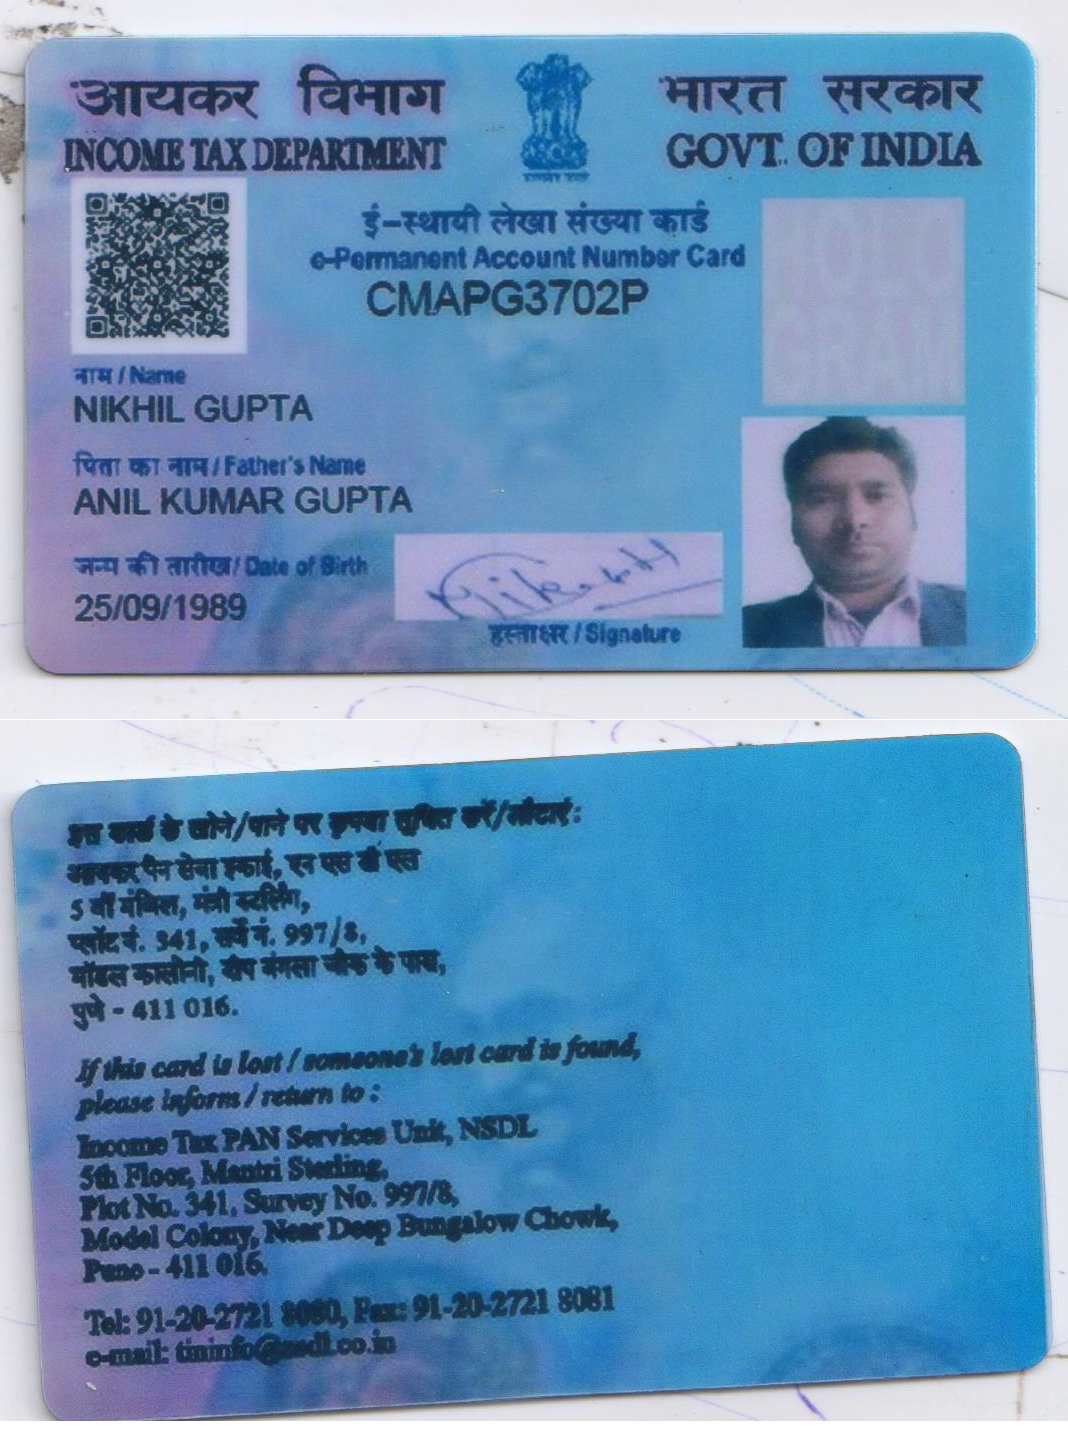 आयकर विभाग
INCOME TAX DEPARTMENT
भारत सरकार
GOVT. OF INDIA
ई-स्थायी लेखा संख्या कार्ड
e-Permanent Account Number Card
CMAPG3702P
नाम / Name
NIKHIL GUPTA
पिता का नाम / Father's Name
ANIL KUMAR GUPTA
जन्म की तारीख / Date of Birth
25/09/1989
हस्ताक्षर / Signature
इस कार्ड के खोने/पाने पर कृपया सूचित करें/लौटाएं :
आयकर पैन सेवा इकाई, एन एस डी एल
5 वीं मंजिल, मंत्री स्टर्लिंग,
प्लॉट नं. 341, सर्वे नं. 997/8,
मॉडल कालोनी, दीप बंगला चौक के पास,
पुणे - 411 016.
If this card is lost / someone's lost card is found,
please inform / return to :
Income Tax PAN Services Unit, NSDL
5th Floor, Mantri Sterling,
Plot No. 341, Survey No. 997/8,
Model Colony, Near Deep Bungalow Chowk,
Pune - 411 016.
Tel: 91-20-2721 8080, Fax: 91-20-2721 8081
e-mail: tininfo@nsdl.co.in